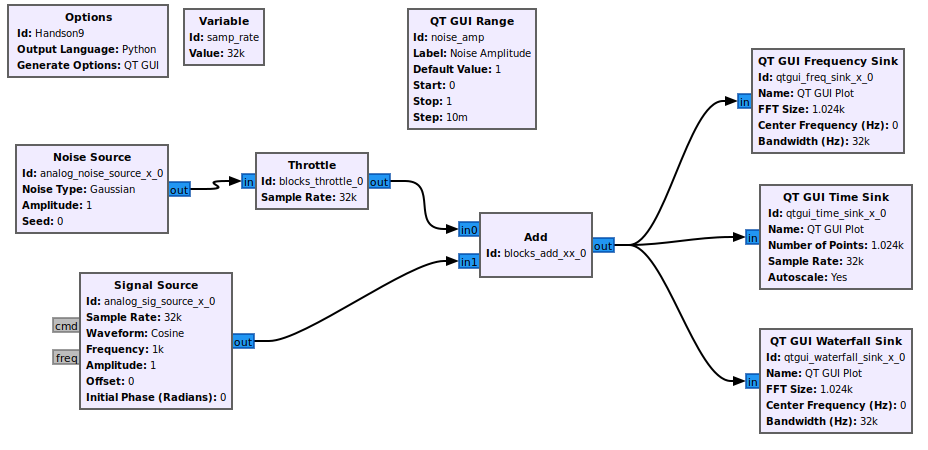 Options
Id: Handson9
Output Language: Python
Generate Options: QT GUI
Variable
Id: samp_rate
Value: 32k
QT GUI Range
Id: noise_amp
Label: Noise Amplitude
Default Value: 1
Start: 0
Stop: 1
Step: 10m
QT GUI Frequency Sink
Id: qtgui_freq_sink_x_0
Name: QT GUI Plot
FFT Size: 1.024k
Center Frequency (Hz): 0
Bandwidth (Hz): 32k
in
Noise Source
Id: analog_noise_source_x_0
Noise Type: Gaussian
Amplitude: 1
Seed: 0
out
Throttle
Id: blocks_throttle_0
Sample Rate: 32k
in
out
Add
Id: blocks_add_xx_0
in0
in1
out
QT GUI Time Sink
Id: qtgui_time_sink_x_0
Name: QT GUI Plot
Number of Points: 1.024k
Sample Rate: 32k
Autoscale: Yes
in
Signal Source
Id: analog_sig_source_x_0
Sample Rate: 32k
Waveform: Cosine
Frequency: 1k
Amplitude: 1
Offset: 0
Initial Phase (Radians): 0
cmd
freq
out
QT GUI Waterfall Sink
Id: qtgui_waterfall_sink_x_0
Name: QT GUI Plot
FFT Size: 1.024k
Center Frequency (Hz): 0
Bandwidth (Hz): 32k
in